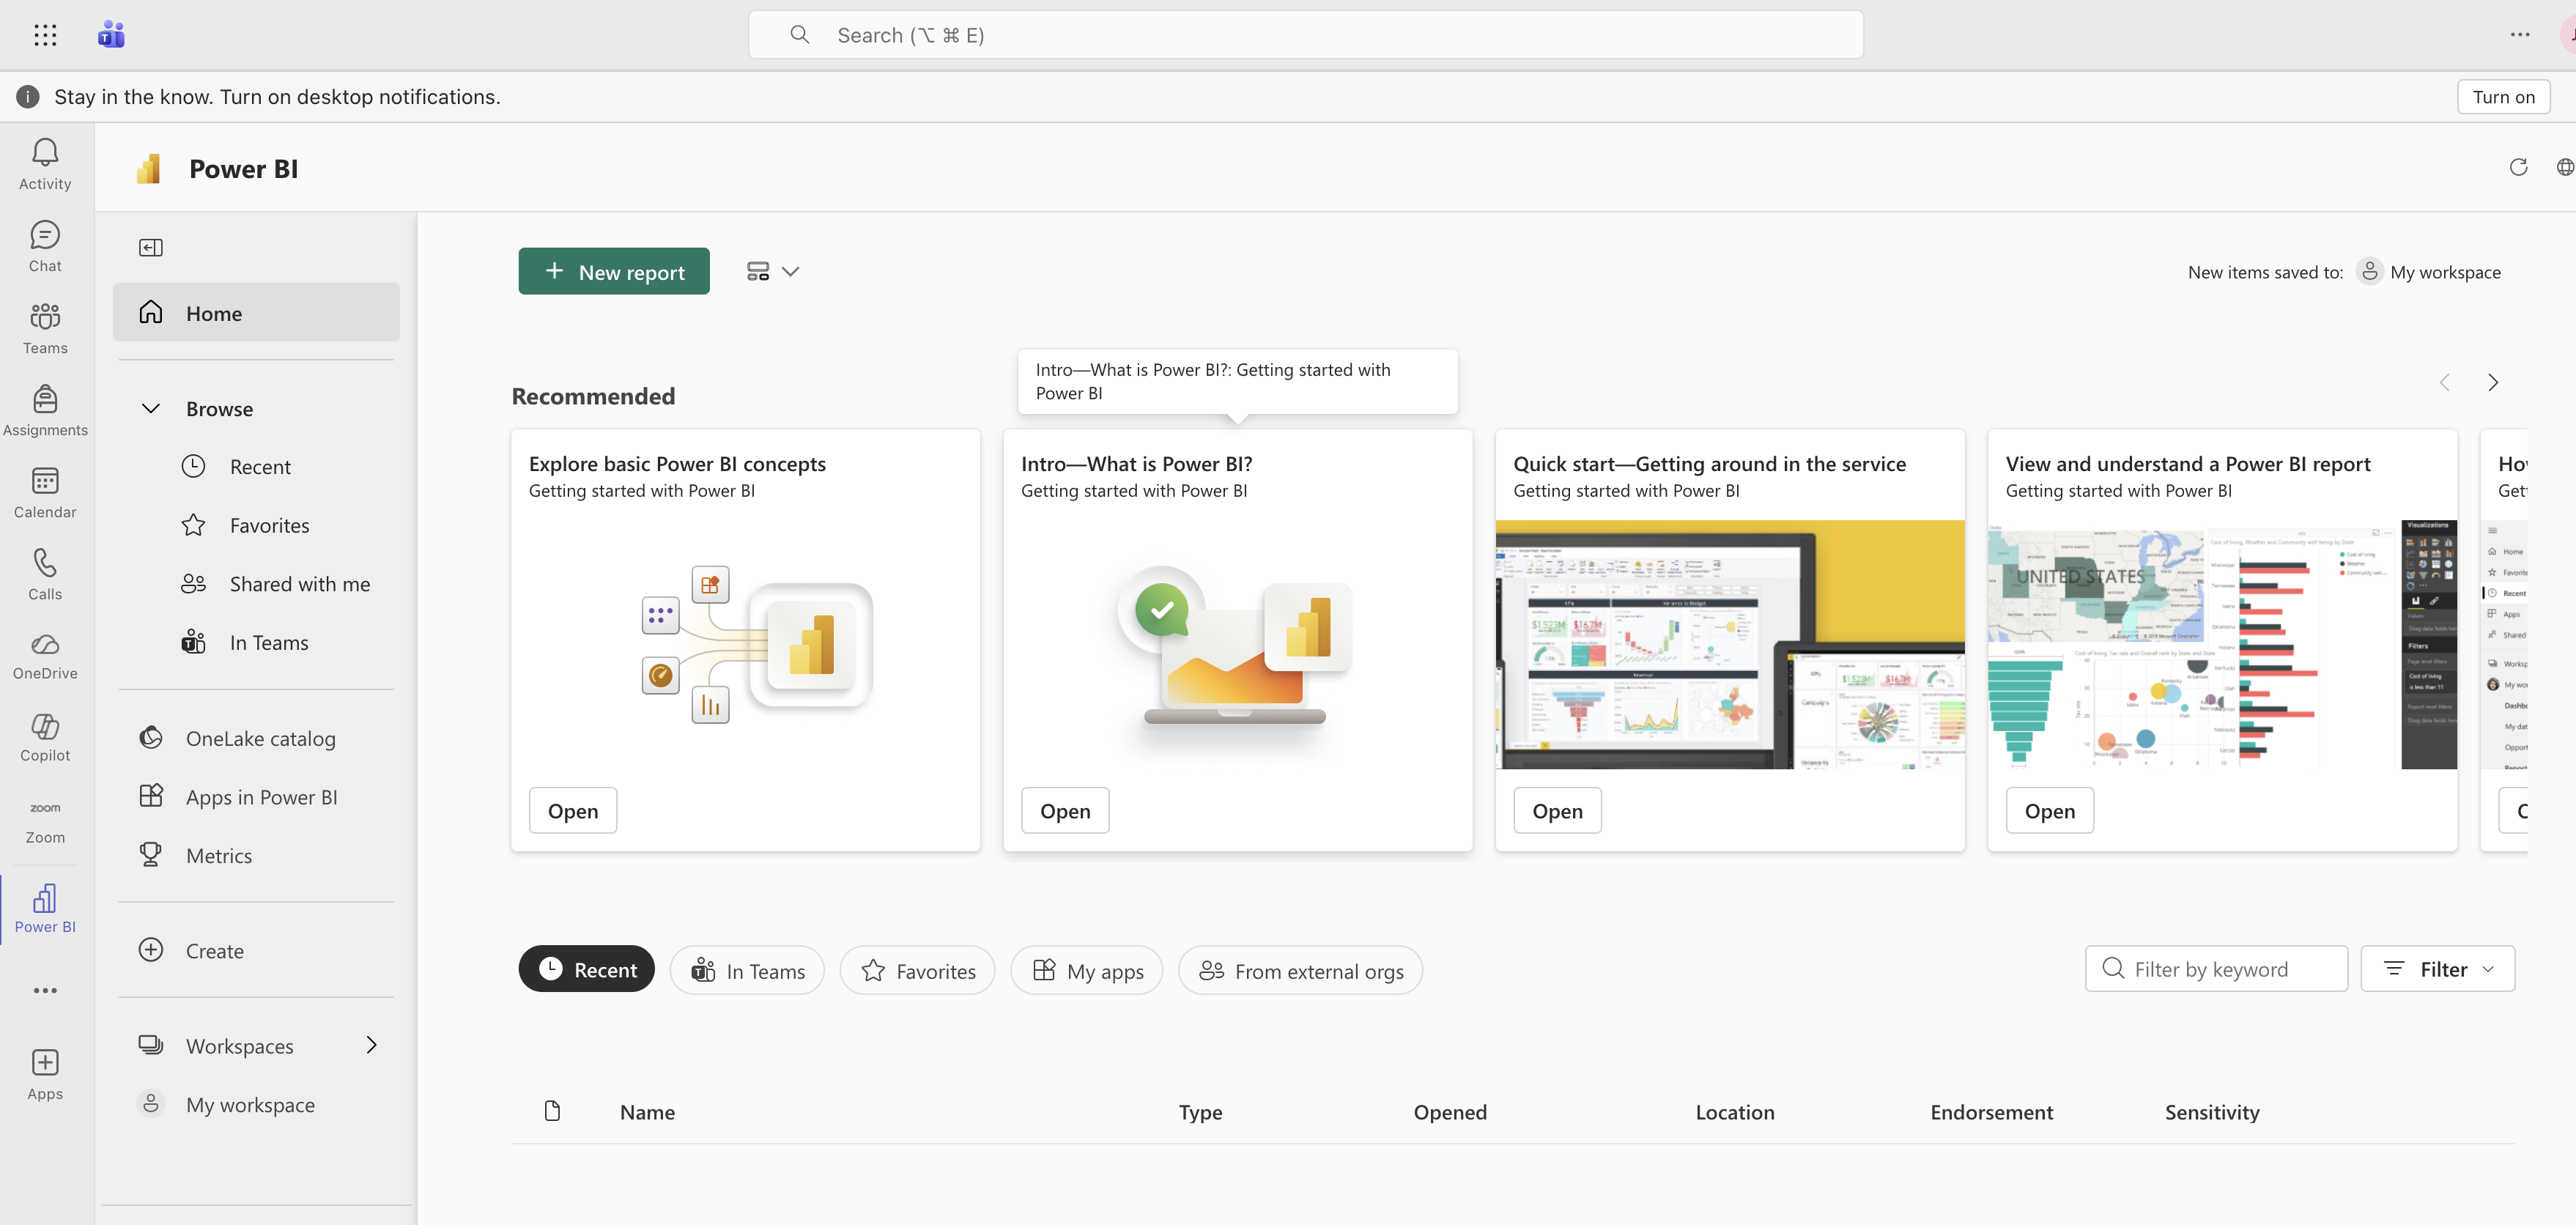 Search (⌥ ⌘ E)
Stay in the know. Turn on desktop notifications.
Turn on
Activity
Chat
Teams
Assignments
Calendar
Calls
OneDrive
Copilot
zoom
Zoom
Power BI
Apps
Power BI
Home
Browse
Recent
Favorites
Shared with me
In Teams
OneLake catalog
Apps in Power BI
Metrics
Create
Workspaces
My workspace
New report
New items saved to:
My workspace
Intro—What is Power BI?: Getting started with
Power BI
Recommended
Explore basic Power BI concepts
Getting started with Power BI
Open
Intro—What is Power BI?
Getting started with Power BI
Open
Quick start—Getting around in the service
Getting started with Power BI
Open
View and understand a Power BI report
Getting started with Power BI
UNITED STATES
Visualizations
Filters
Open
Home
Recent
Apps
Shared
Recent
In Teams
Favorites
My apps
From external orgs
Filter by keyword
Filter
Name
Type
Opened
Location
Endorsement
Sensitivity